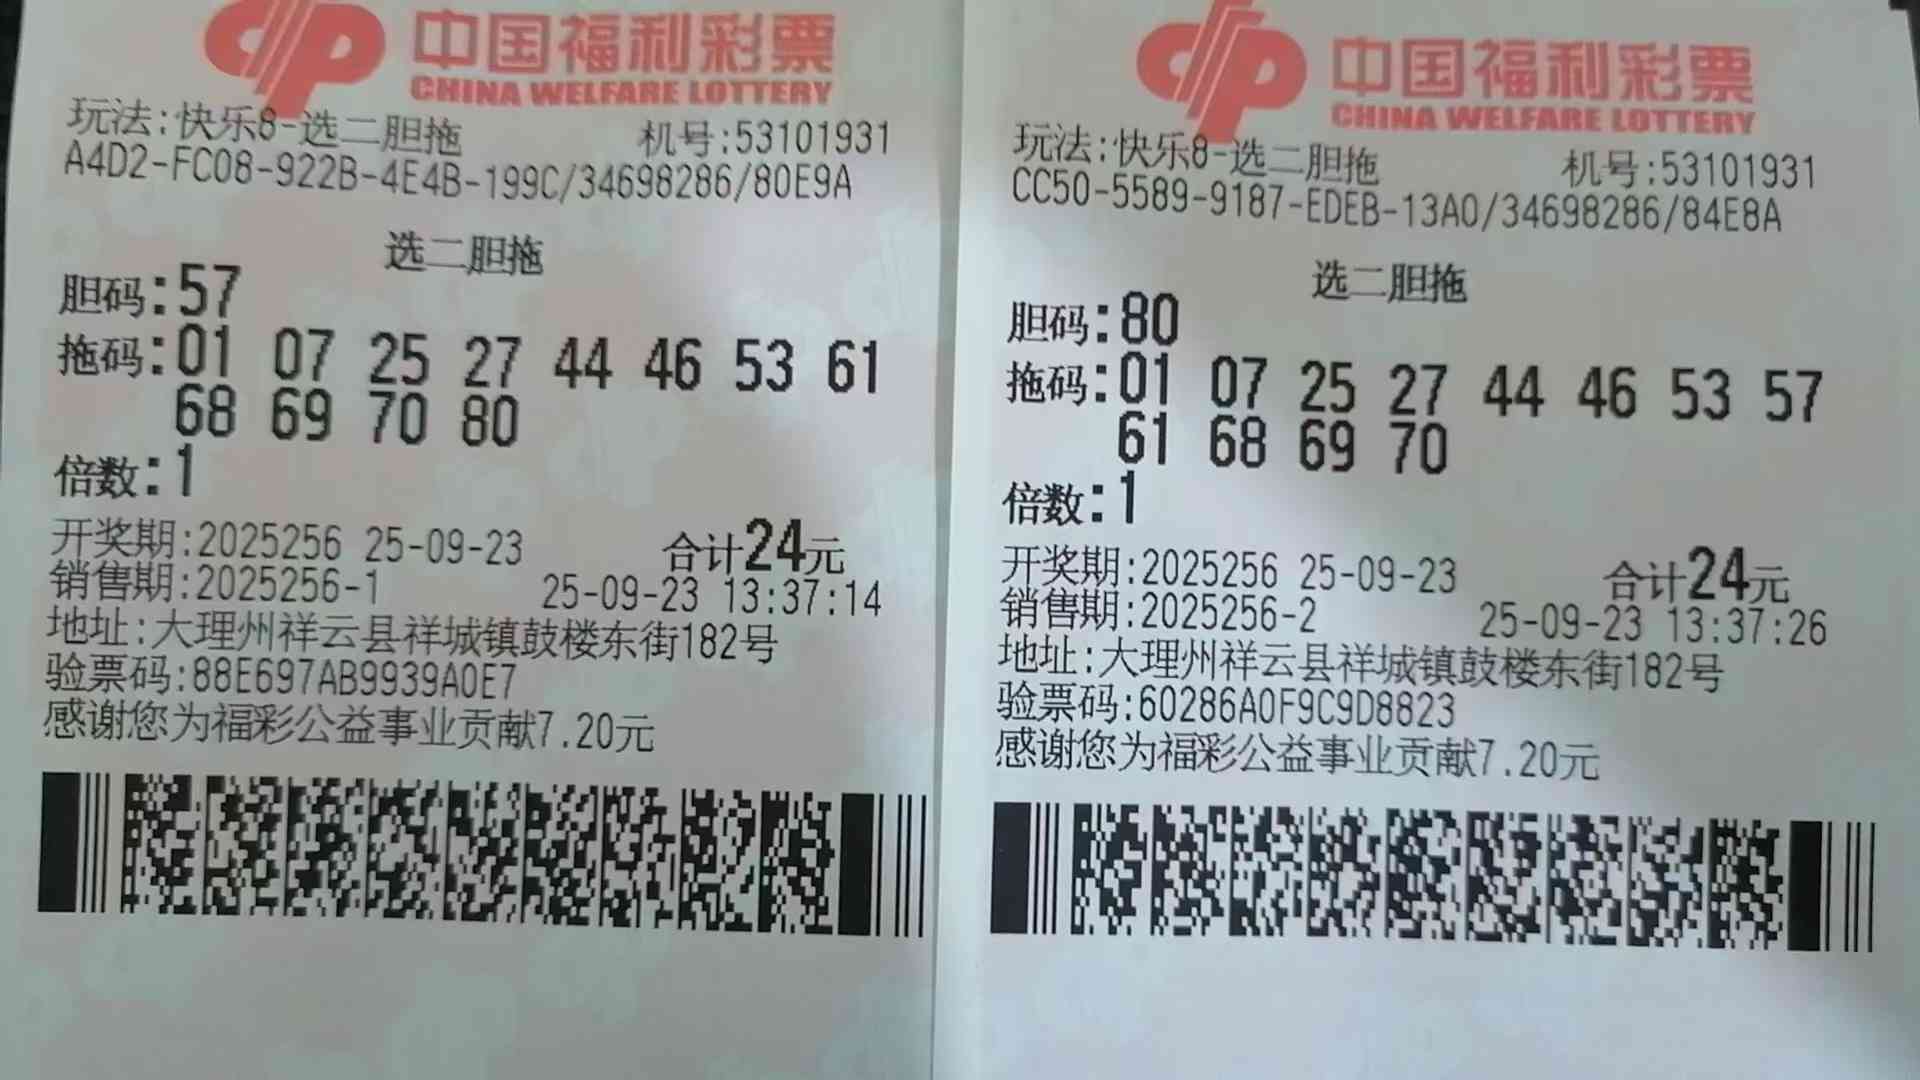 中国福利彩票
CHINA WELFARE LOTTERY
玩法:快乐8-选二胆拖 机号:53101931
A4D2-FC08-922B-4E4B-199C/34698286/80E9A
选二胆拖
胆码:57
拖码:01 07 25 27 44 46 53 61
68 69 70 80
倍数:1
开奖期:2025256 25-09-23 合计24元
销售期:2025256-1 25-09-23 13:37:14
地址:大理州祥云县祥城镇鼓楼东街182号
验票码:88E697AB9939A0E7
感谢您为福彩公益事业贡献7.20元
中国福利彩票
CHINA WELFARE LOTTERY
玩法:快乐8-选二胆拖 机号:53101931
CC50-5589-9187-EDEB-13A0/34698286/84E8A
选二胆拖
胆码:80
拖码:01 07 25 27 44 46 53 57
61 68 69 70
倍数:1
开奖期:2025256 25-09-23 合计24元
销售期:2025256-2 25-09-23 13:37:26
地址:大理州祥云县祥城镇鼓楼东街182号
验票码:60286A0F9C9D8823
感谢您为福彩公益事业贡献7.20元